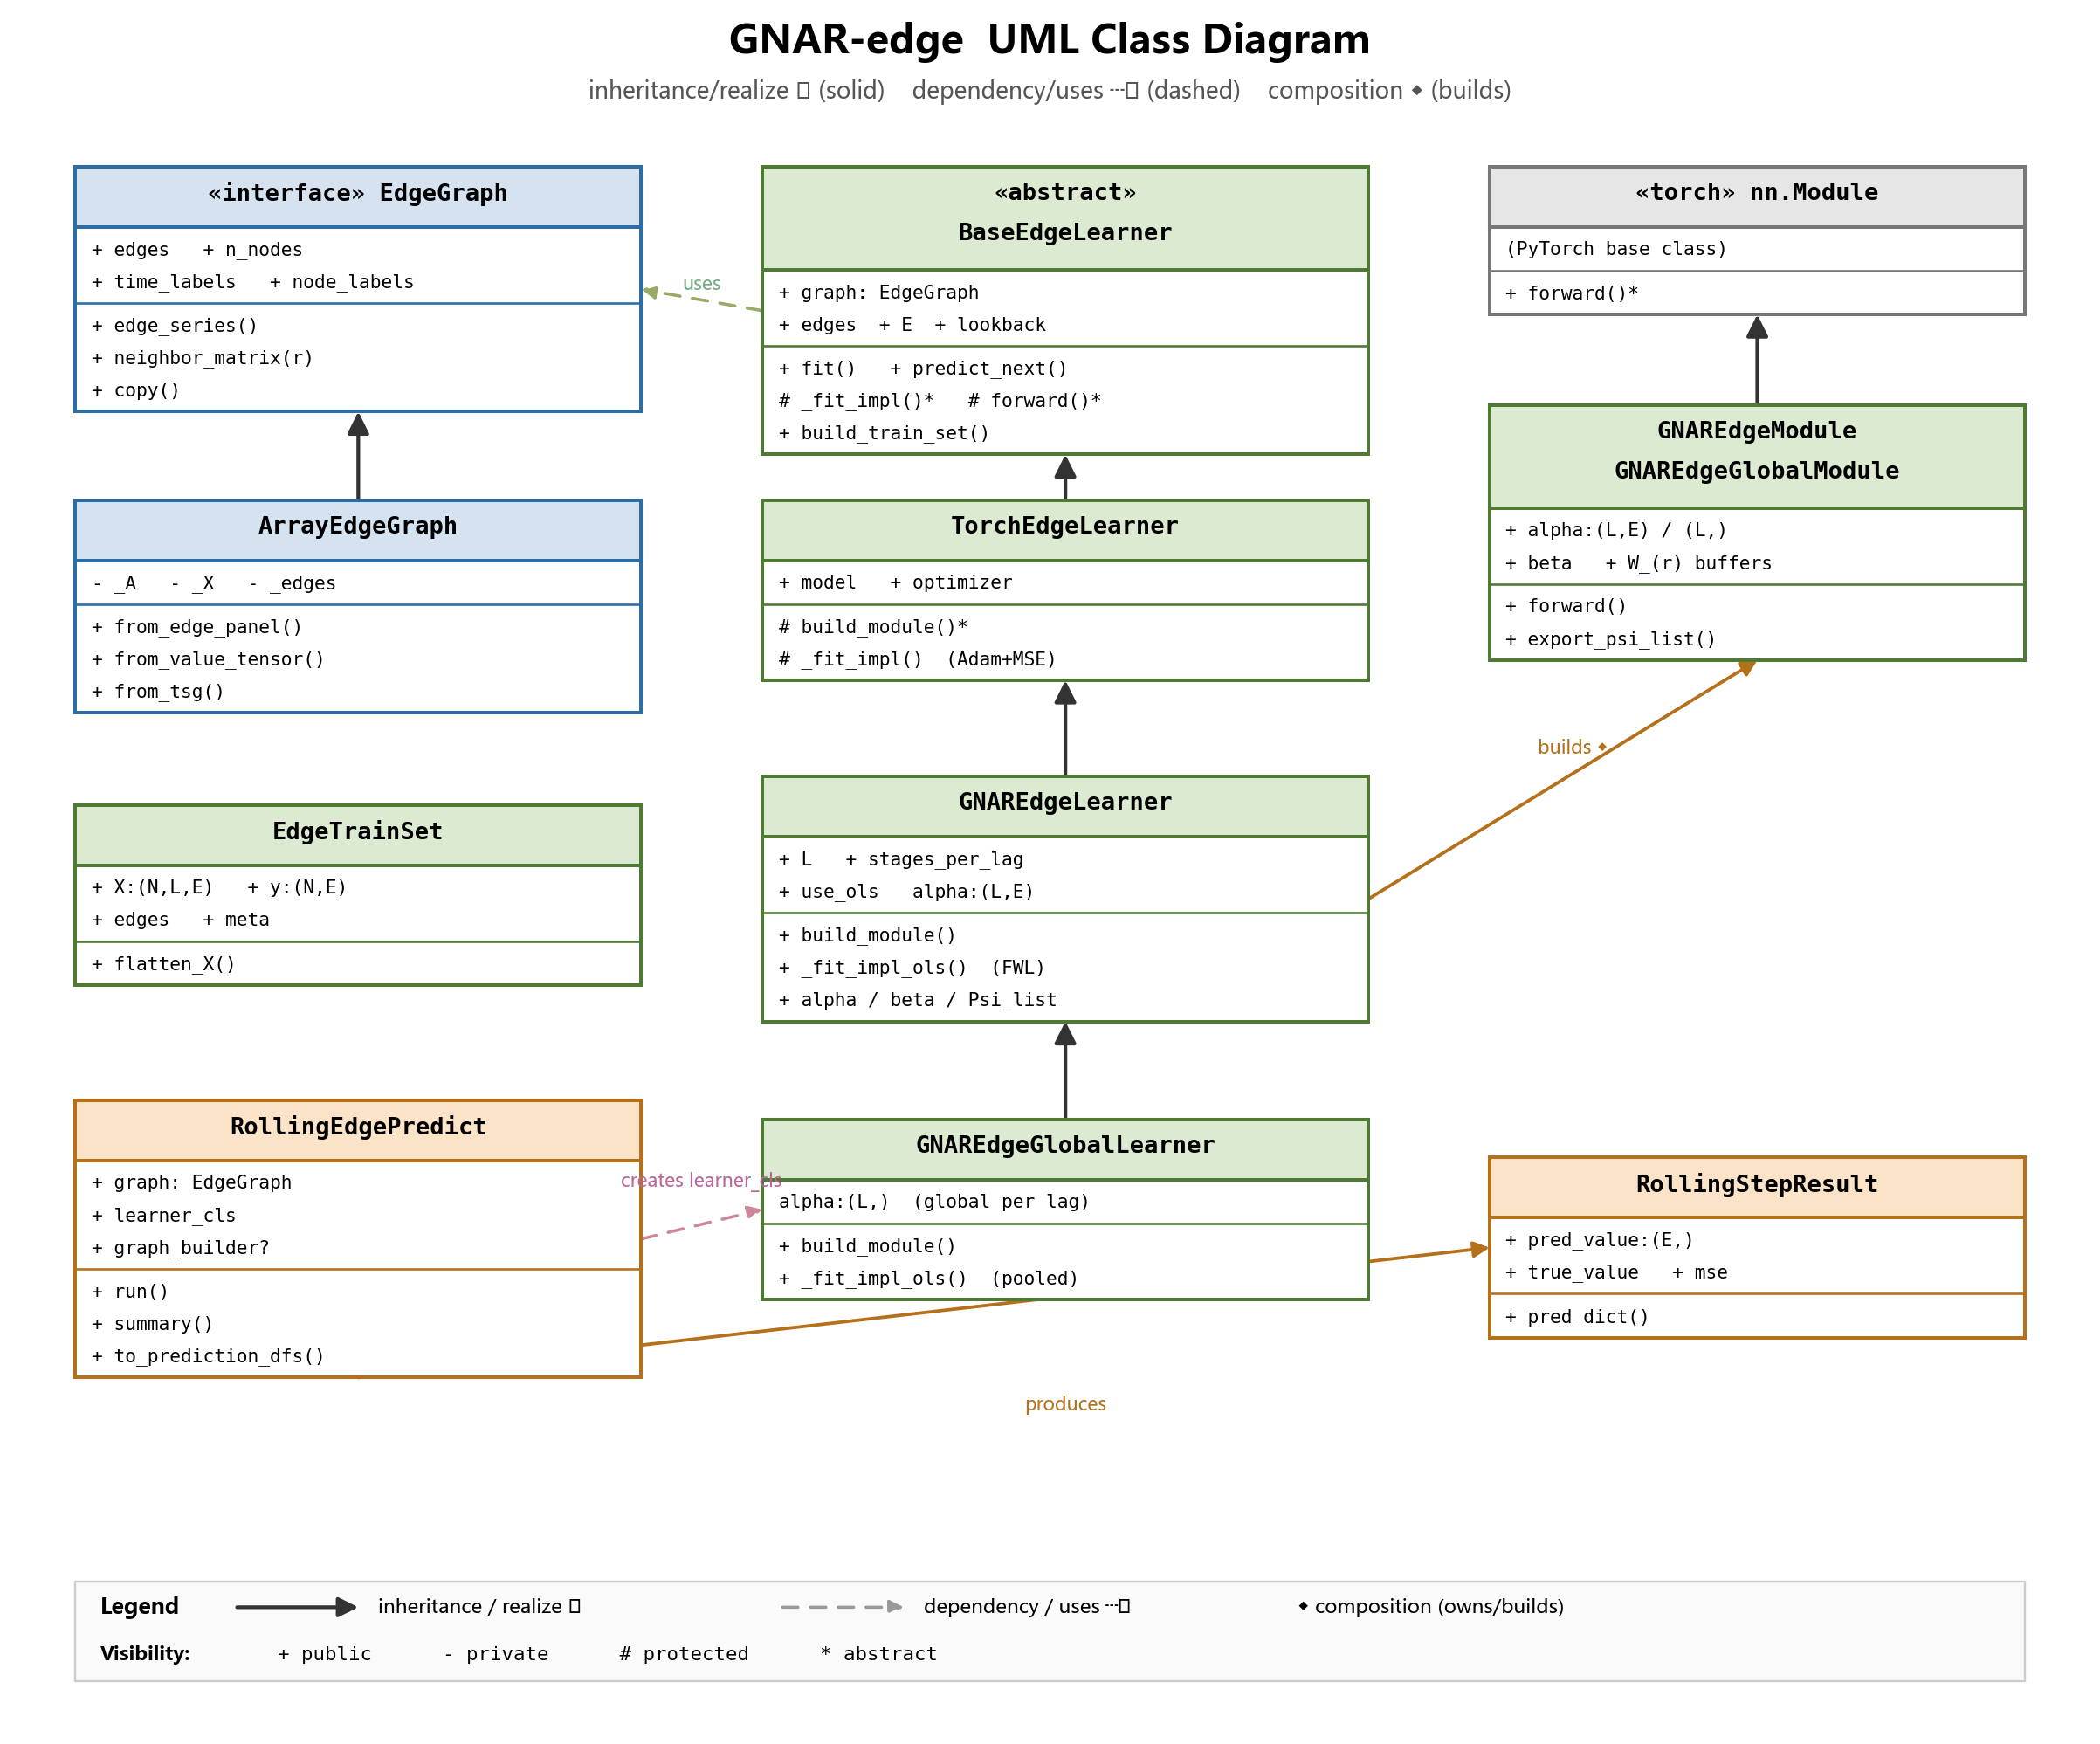 GNAR-edge  UML Class Diagram
inheritance/realize □ (solid)    dependency/uses ┄□ (dashed)    composition ◆ (builds)
«interface» EdgeGraph
+ edges   + n_nodes
+ time_labels   + node_labels
+ edge_series()
+ neighbor_matrix(r)
+ copy()
uses
«abstract»
BaseEdgeLearner
+ graph: EdgeGraph
+ edges  + E  + lookback
+ fit()   + predict_next()
# _fit_impl()*   # forward()*
+ build_train_set()
«torch» nn.Module
(PyTorch base class)
+ forward()*
ArrayEdgeGraph
- _A   - _X   - _edges
+ from_edge_panel()
+ from_value_tensor()
+ from_tsg()
TorchEdgeLearner
+ model   + optimizer
# build_module()*
# _fit_impl()  (Adam+MSE)
GNAREdgeModule
GNAREdgeGlobalModule
+ alpha:(L,E) / (L,)
+ beta   + W_(r) buffers
+ forward()
+ export_psi_list()
builds ◆
EdgeTrainSet
+ X:(N,L,E)   + y:(N,E)
+ edges   + meta
+ flatten_X()
GNAREdgeLearner
+ L   + stages_per_lag
+ use_ols   alpha:(L,E)
+ build_module()
+ _fit_impl_ols()  (FWL)
+ alpha / beta / Psi_list
RollingEdgePredict
+ graph: EdgeGraph
+ learner_cls
+ graph_builder?
+ run()
+ summary()
+ to_prediction_dfs()
creates learner_cls
GNAREdgeGlobalLearner
alpha:(L,)  (global per lag)
+ build_module()
+ _fit_impl_ols()  (pooled)
RollingStepResult
+ pred_value:(E,)
+ true_value   + mse
+ pred_dict()
produces
Legend    inheritance / realize □    dependency / uses ┄□    ◆ composition (owns/builds)
Visibility:    + public    - private    # protected    * abstract